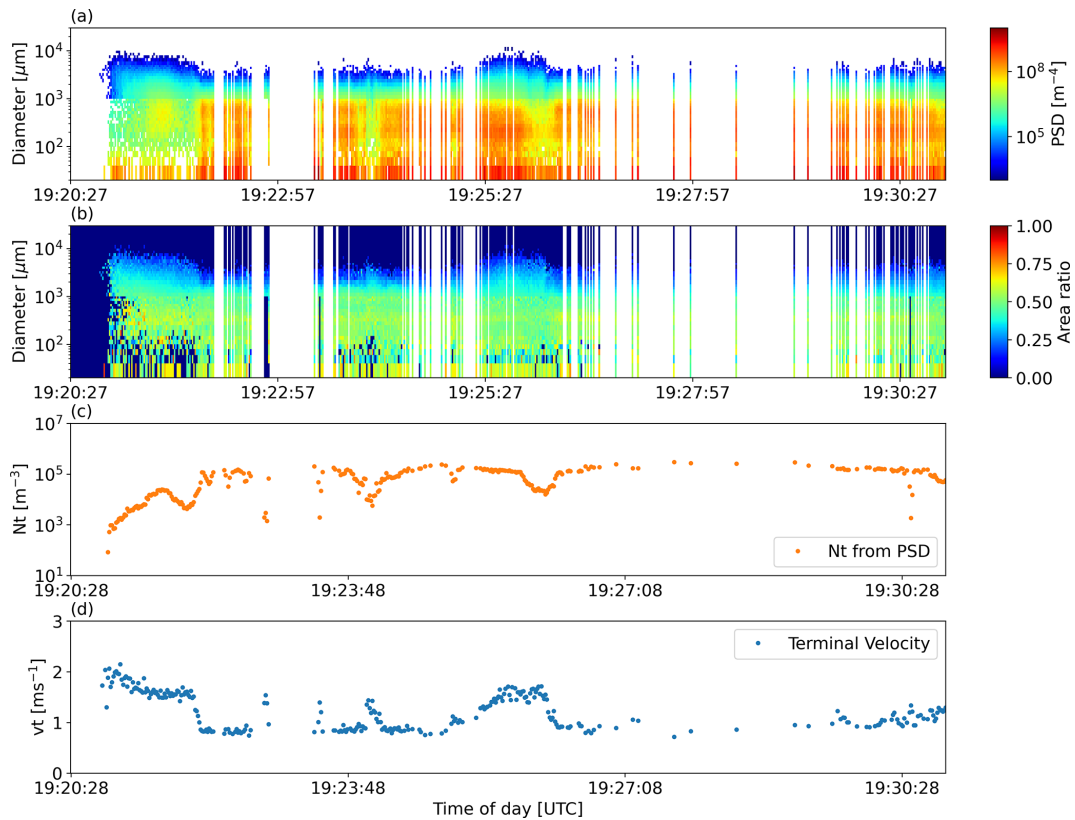 (a)
Diameter [μm]
10⁴
10³
10²
19:20:27 19:22:57 19:25:27 19:27:57 19:30:27
10⁸
10⁵
PSD [m⁻⁴]
(b)
Diameter [μm]
10⁴
10³
10²
19:20:27 19:22:57 19:25:27 19:27:57 19:30:27
1.00
0.75
0.50
0.25
0.00
Area ratio
(c)
Nt [m⁻³]
10⁷
10⁵
10³
10¹
Nt from PSD
19:20:28 19:23:48 19:27:08 19:30:28
(d)
vt [ms⁻¹]
3
2
1
0
Terminal Velocity
19:20:28 19:23:48 19:27:08 19:30:28
Time of day [UTC]